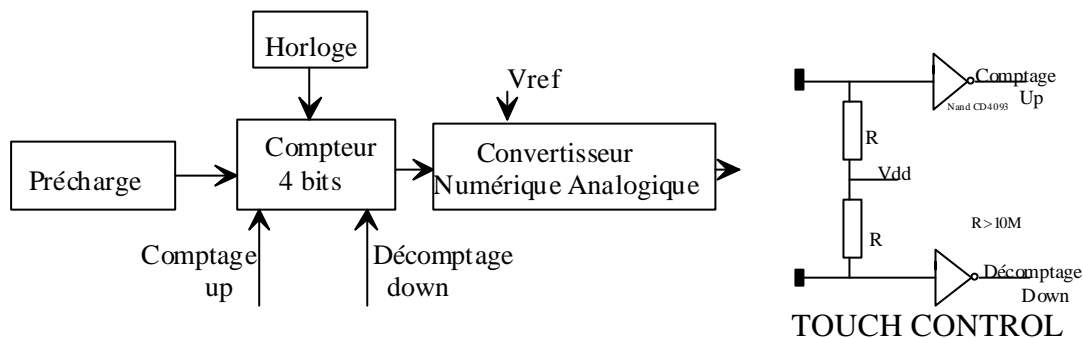 Horloge
Vref
Précharge
Compteur
4 bits
Convertisseur
Numérique Analogique
Comptage
up
Décomptage
down
Comptage
Up
Nand CD4093
R
Vdd
R
R>10M
Décomptage
Down
TOUCH CONTROL